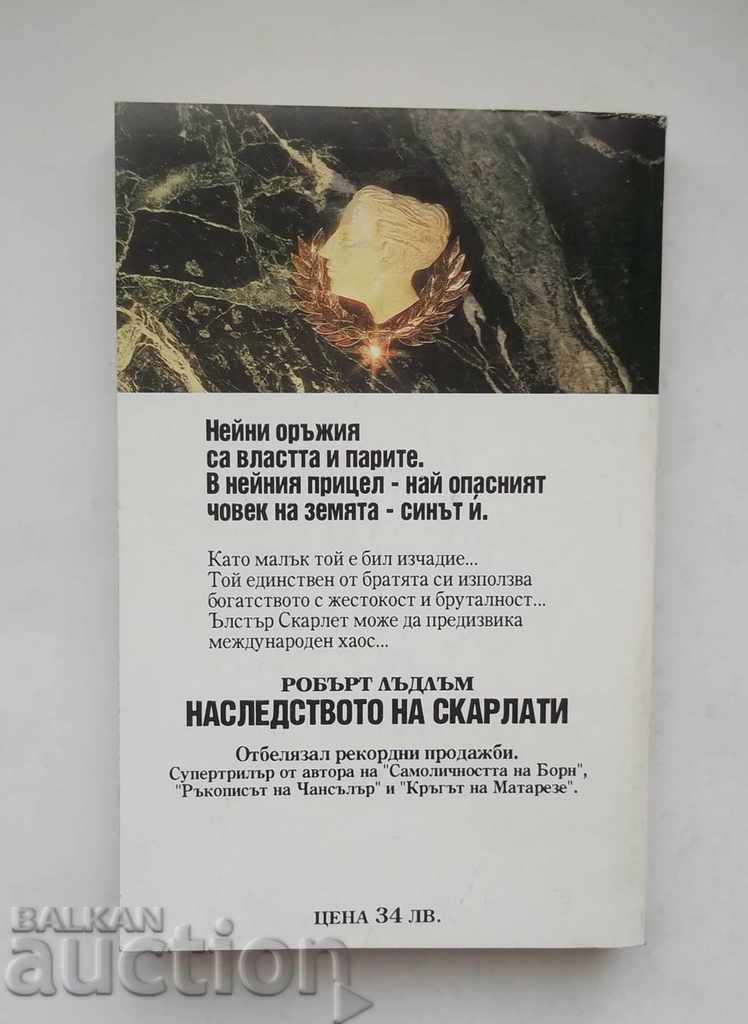 Нейни оръжия
са властта и парите.
В нейния прицел - най опасният
човек на земята - синът ѝ.
Като малък той е бил изчадие...
Той единствен от братята си използва
богатството с жестокост и бруталност...
Ълстър Скарлет може да предизвика
международен хаос...
РОБЪРТ ЛЪДЛЪМ
НАСЛЕДСТВОТО НА СКАРЛАТИ
Отбелязал рекордни продажби.
Супертрилър от автора на "Самоличността на Борн",
"Ръкописът на Чансълър" и "Кръгът на Матарезе".
ЦЕНА 34 ЛВ.
BALKAN
auction